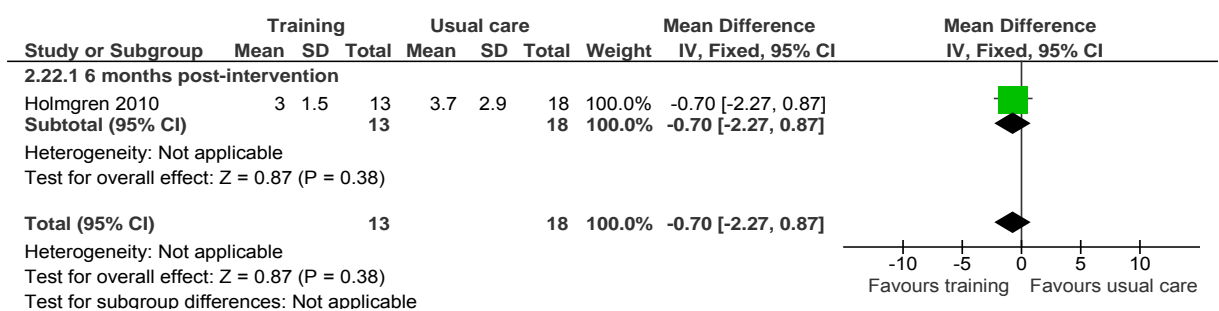 Training Usual care Mean Difference Mean Difference
Study or Subgroup Mean SD Total Mean SD Total Weight IV, Fixed, 95% CI IV, Fixed, 95% CI
2.22.1 6 months post-intervention
Holmgren 2010 3 1.5 13 3.7 2.9 18 100.0% -0.70 [-2.27, 0.87]
Subtotal (95% CI) 13 18 100.0% -0.70 [-2.27, 0.87]
Heterogeneity: Not applicable
Test for overall effect: Z = 0.87 (P = 0.38)
Total (95% CI) 13 18 100.0% -0.70 [-2.27, 0.87]
Heterogeneity: Not applicable
Test for overall effect: Z = 0.87 (P = 0.38)
Test for subgroup differences: Not applicable
-10 -5 0 5 10
Favours training Favours usual care